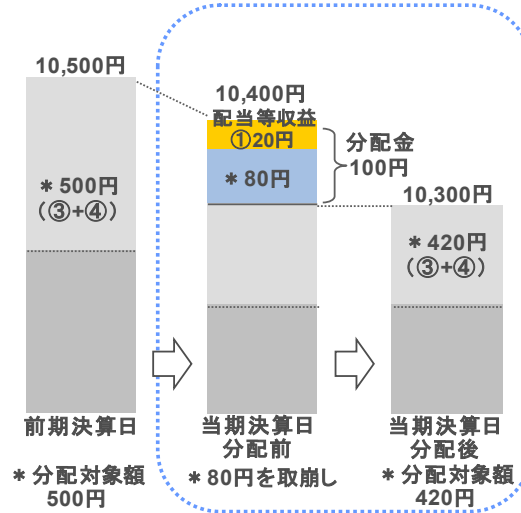 10,500円
＊500円
（③+④）
前期決算日
＊分配対象額
500円
10,400円
配当等収益
①20円
＊80円
分配金
100円
当期決算日
分配前
＊80円を取崩し
10,300円
＊420円
（③+④）
当期決算日
分配後
＊分配対象額
420円